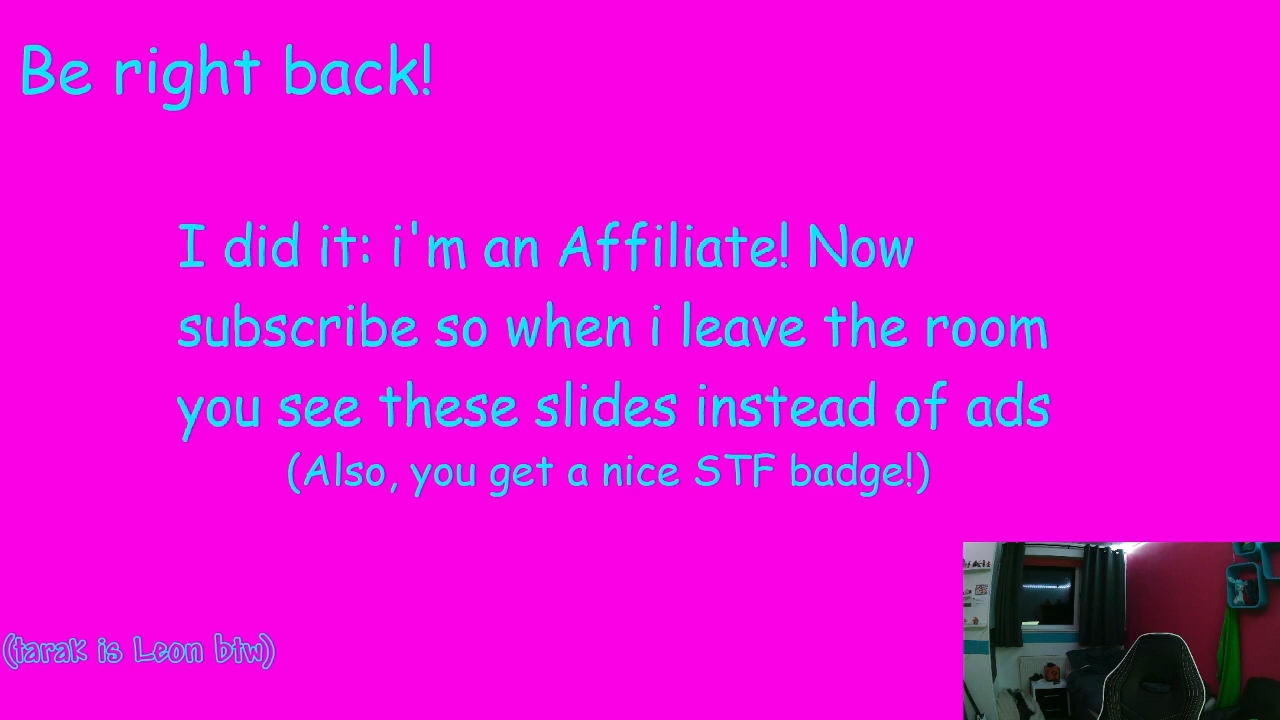 Be right back!
I did it: i'm an Affiliate! Now
subscribe so when i leave the room
you see these slides instead of ads
(Also, you get a nice STF badge!)
(tarak is Leon btw)